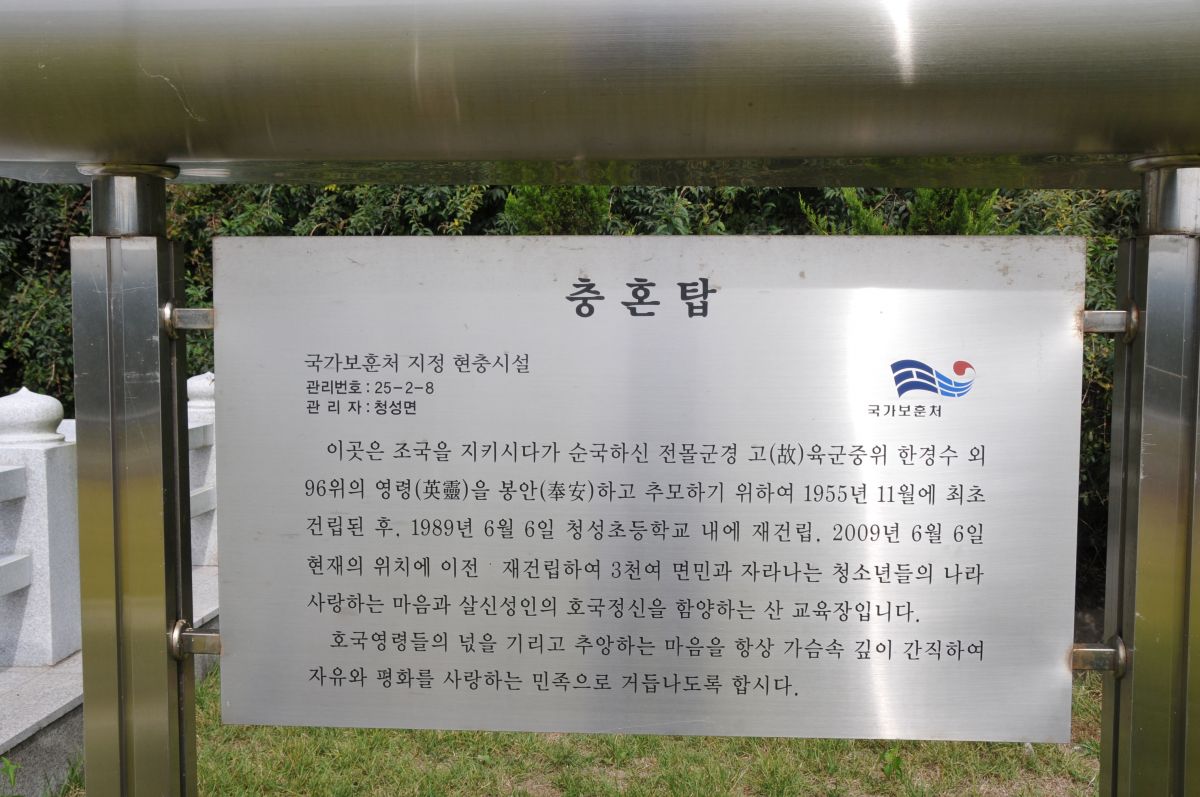 충혼탑
국가보훈처 지정 현충시설
관리번호 : 25-2-8
관 리 자 : 청성면
국가보훈처
이곳은 조국을 지키시다가 순국하신 전몰군경 고(故)육군중위 한경수 외
96위의 영령(英靈)을 봉안(奉安)하고 추모하기 위하여 1955년 11월에 최초
건립된 후, 1989년 6월 6일 청성초등학교 내에 재건립, 2009년 6월 6일
현재의 위치에 이전 · 재건립하여 3천여 면민과 자라나는 청소년들의 나라
사랑하는 마음과 살신성인의 호국정신을 함양하는 산 교육장입니다.
호국영령들의 넋을 기리고 추앙하는 마음을 항상 가슴속 깊이 간직하여
자유와 평화를 사랑하는 민족으로 거듭나도록 합시다.